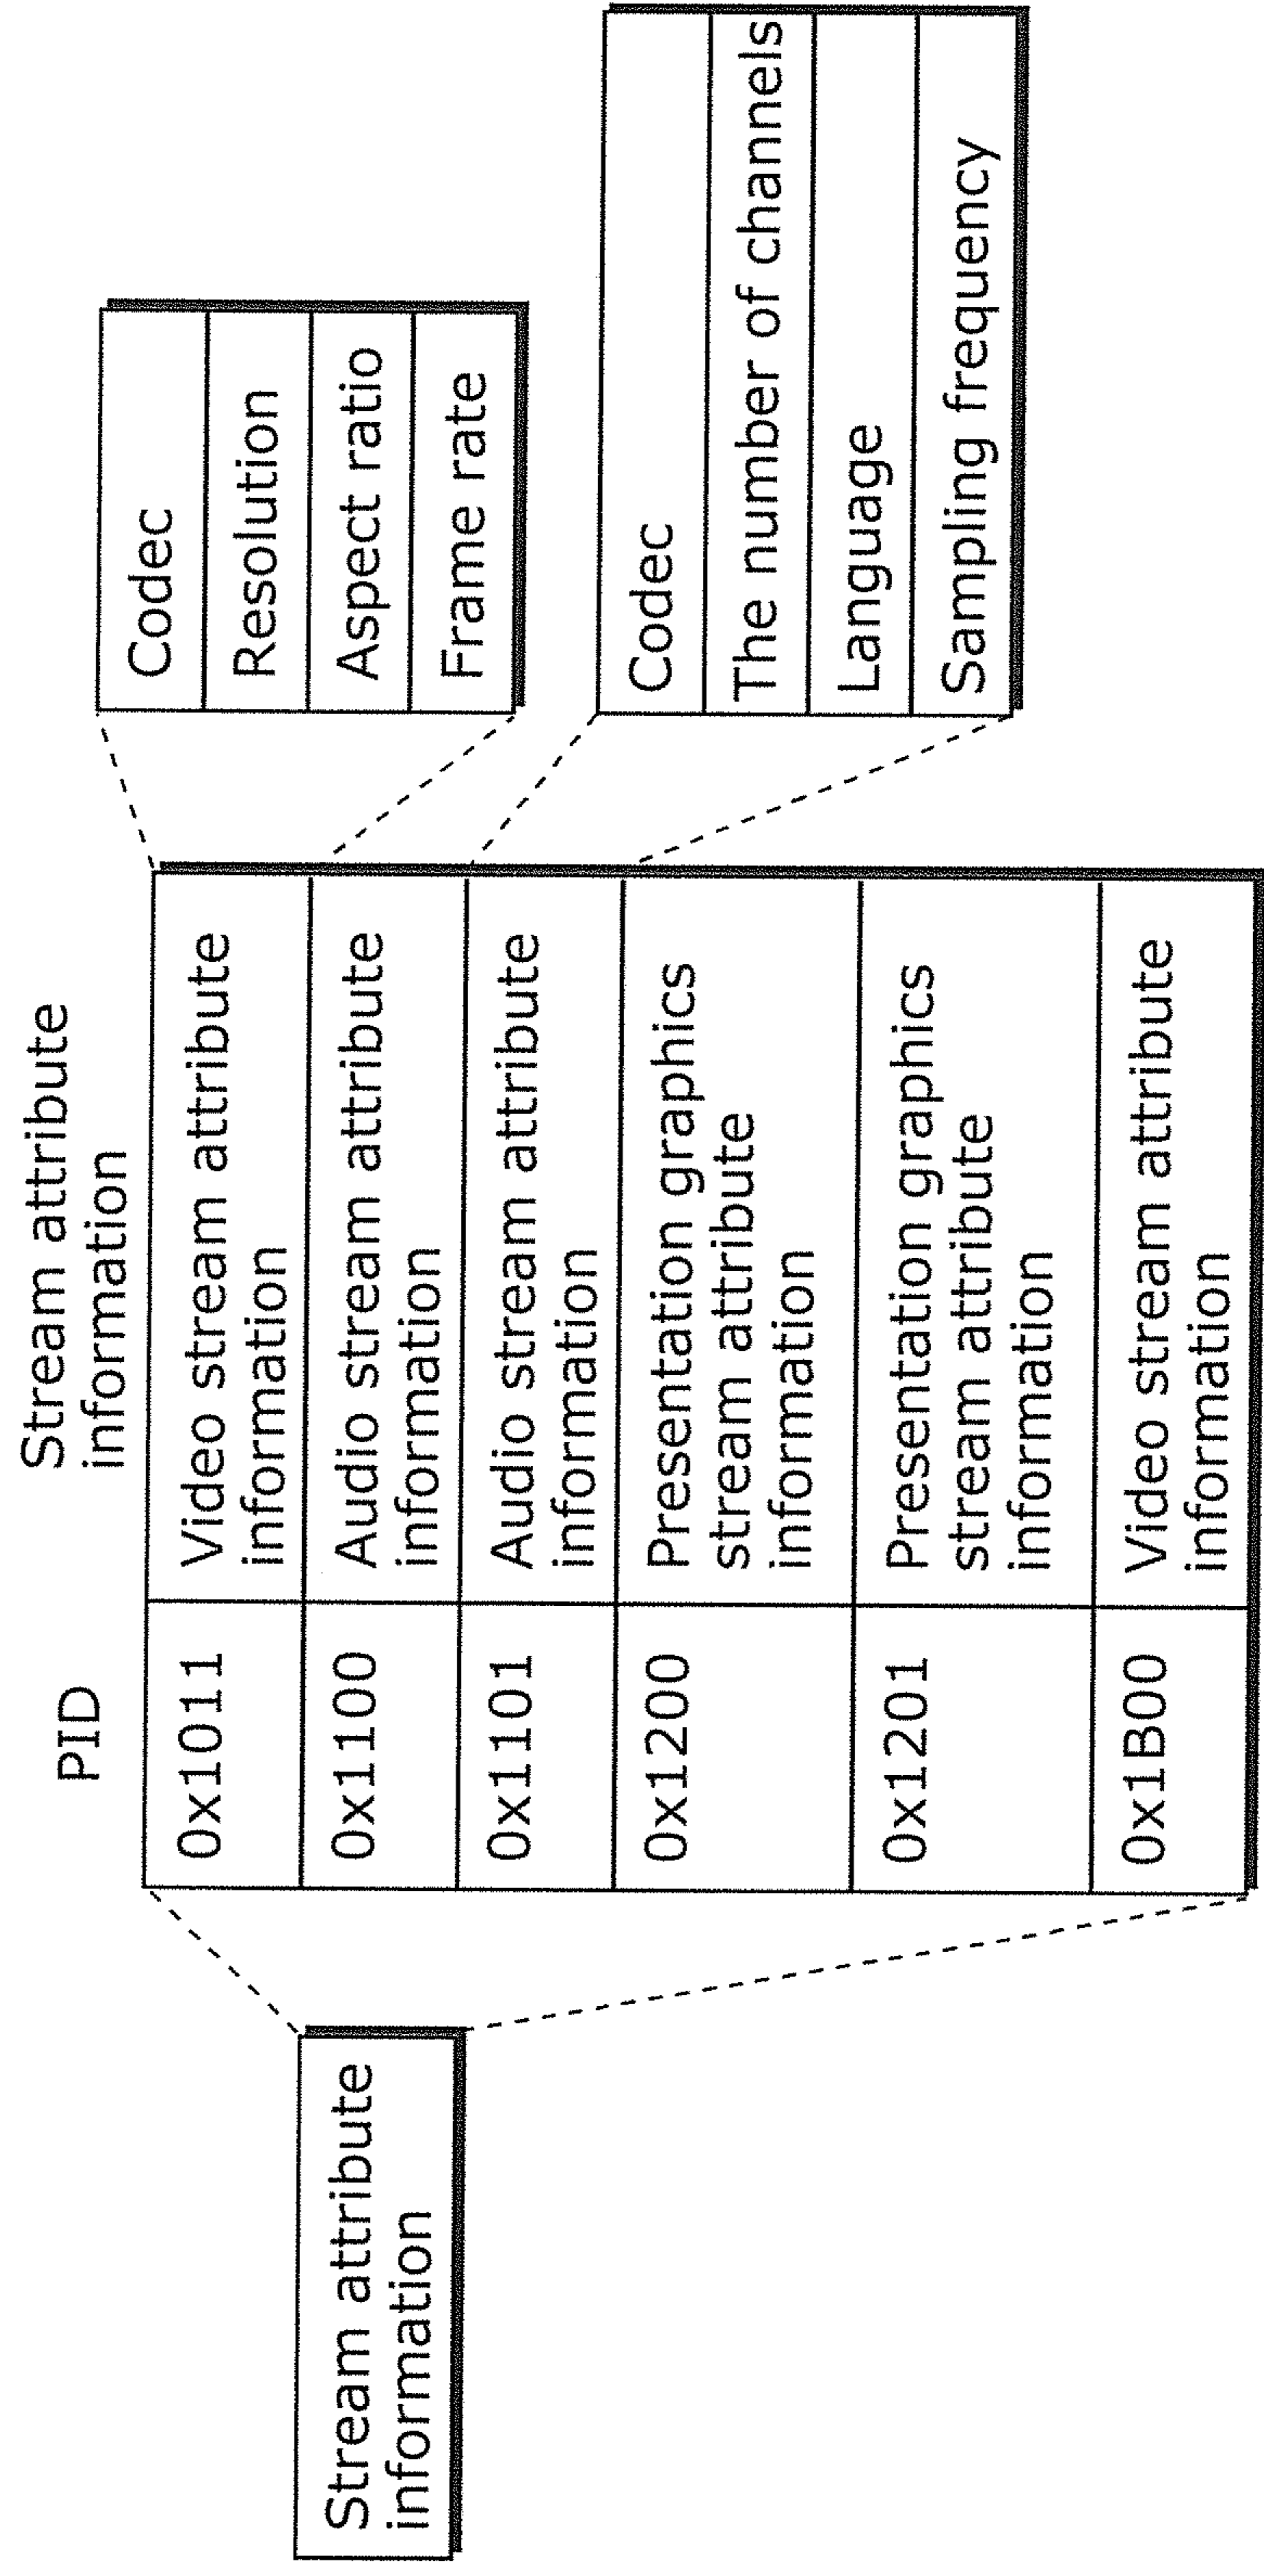 Stream attribute
information
PID
Stream attribute
information
0x1011
Video stream attribute
information
0x1100
Audio stream attribute
information
0x1101
Audio stream attribute
information
0x1200
Presentation graphics
stream attribute
information
0x1201
Presentation graphics
stream attribute
information
0x1B00
Video stream attribute
information
Codec
Resolution
Aspect ratio
Frame rate
Codec
The number of channels
Language
Sampling frequency